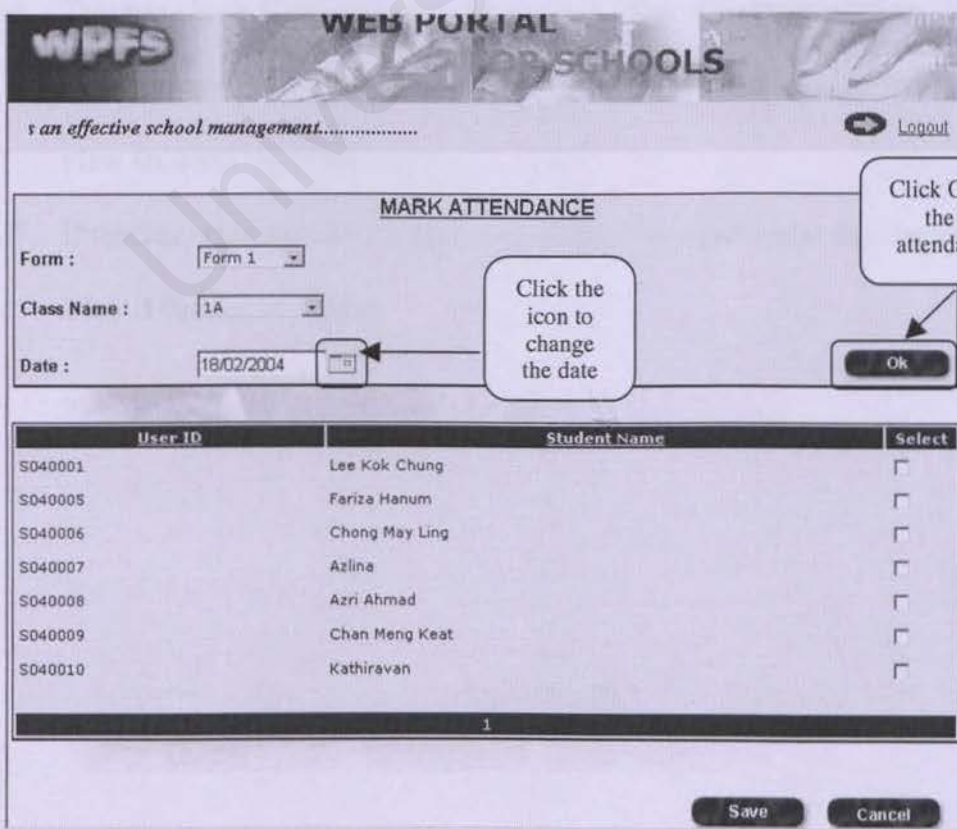 WPFS
WEB PORTAL
FOR SCHOOLS
s an effective school management...................
Logout
MARK ATTENDANCE
Click
the
Form : Form 1
Class Name : 1A
Date : 18/02/2004
Click the
icon to
change
the date
Ok
User ID Student Name Select
S040001 Lee Kok Chung
S040005 Fariza Hanum
S040006 Chong May Ling
S040007 Azlina
S040008 Azri Ahmad
S040009 Chan Meng Keat
S040010 Kathiravan
1
Save Cancel